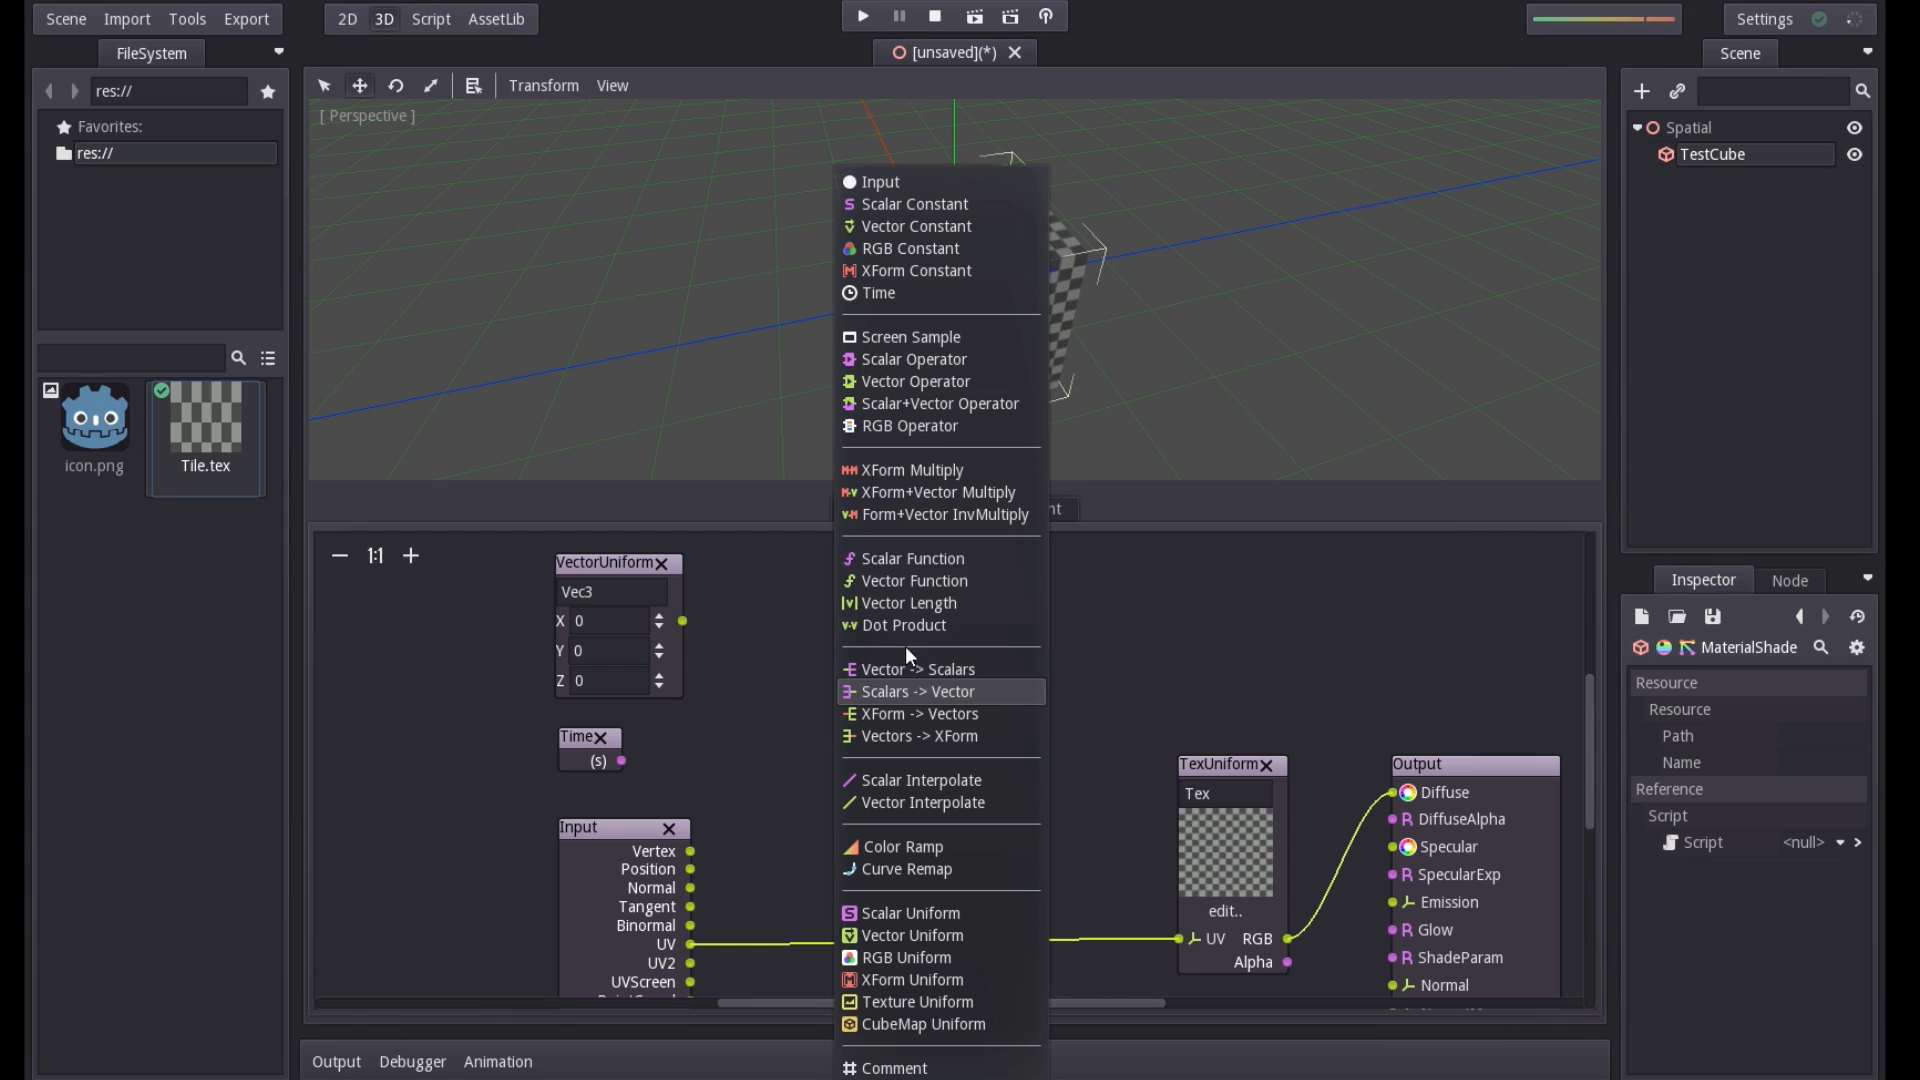 Scene Import Tools Export
2D 3D Script AssetLib
Settings
FileSystem
[unsaved](*)
Scene
res://
Transform View
[ Perspective ]
Favorites:
res://
Spatial
TestCube
icon.png
Tile.tex
Input
Scalar Constant
Vector Constant
RGB Constant
XForm Constant
Time
Screen Sample
Scalar Operator
Vector Operator
Scalar+Vector Operator
RGB Operator
XForm Multiply
XForm+Vector Multiply
Form+Vector InvMultiply
Scalar Function
Vector Function
Vector Length
Dot Product
Vector -> Scalars
Scalars -> Vector
XForm -> Vectors
Vectors -> XForm
Scalar Interpolate
Vector Interpolate
Color Ramp
Curve Remap
Scalar Uniform
Vector Uniform
RGB Uniform
XForm Uniform
Texture Uniform
CubeMap Uniform
Comment
nt
1:1
VectorUniform
Vec3
X 0
Y 0
Z 0
Time
(s)
Input
Vertex
Position
Normal
Tangent
Binormal
UV
UV2
UVScreen
TexUniform
Tex
edit..
UV RGB
Alpha
Output
Diffuse
R DiffuseAlpha
Specular
R SpecularExp
Emission
R Glow
R ShadeParam
Normal
Inspector Node
MaterialShade
Resource
Resource
Path
Name
Reference
Script
Script <null>
Output Debugger Animation